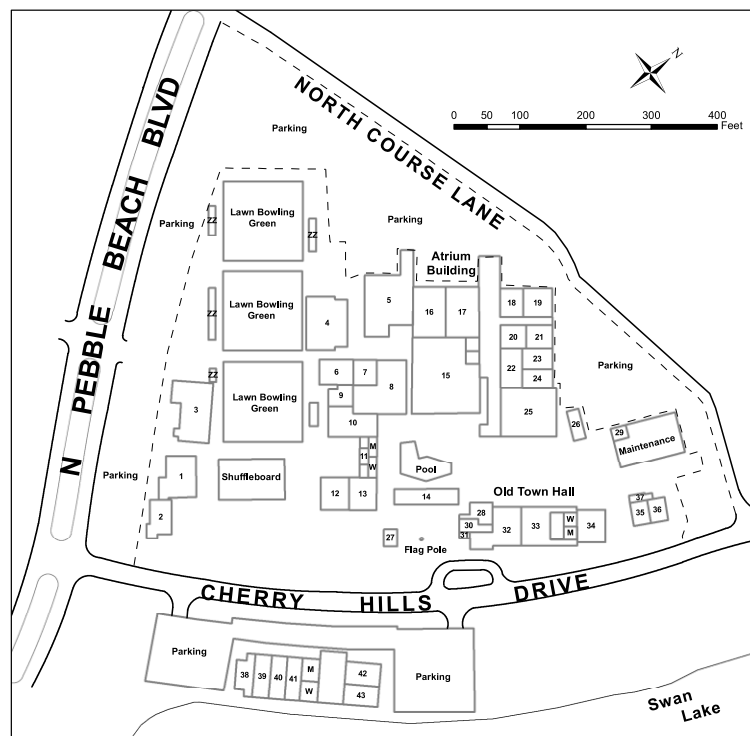 N PEBBLE BEACH BLVD
NORTH COURSE LANE
N
0 50 100 200 300 400
Feet
Parking
Parking
Parking
ZZ
Lawn Bowling
Green
ZZ
Atrium
Building
5
16
17
18
19
ZZ
Lawn Bowling
Green
4
20
21
Parking
15
22
23
24
ZZ
Lawn Bowling
Green
6
7
8
9
3
10
25
26
29
Maintenance
11
M
W
Parking
1
Shuffleboard
Pool
2
12
13
14
Old Town Hall
28
30
31
32
33
W
M
34
37
35
36
27
Flag Pole
CHERRY HILLS DRIVE
Parking
38
39
40
41
M
W
42
43
Parking
Swan
Lake